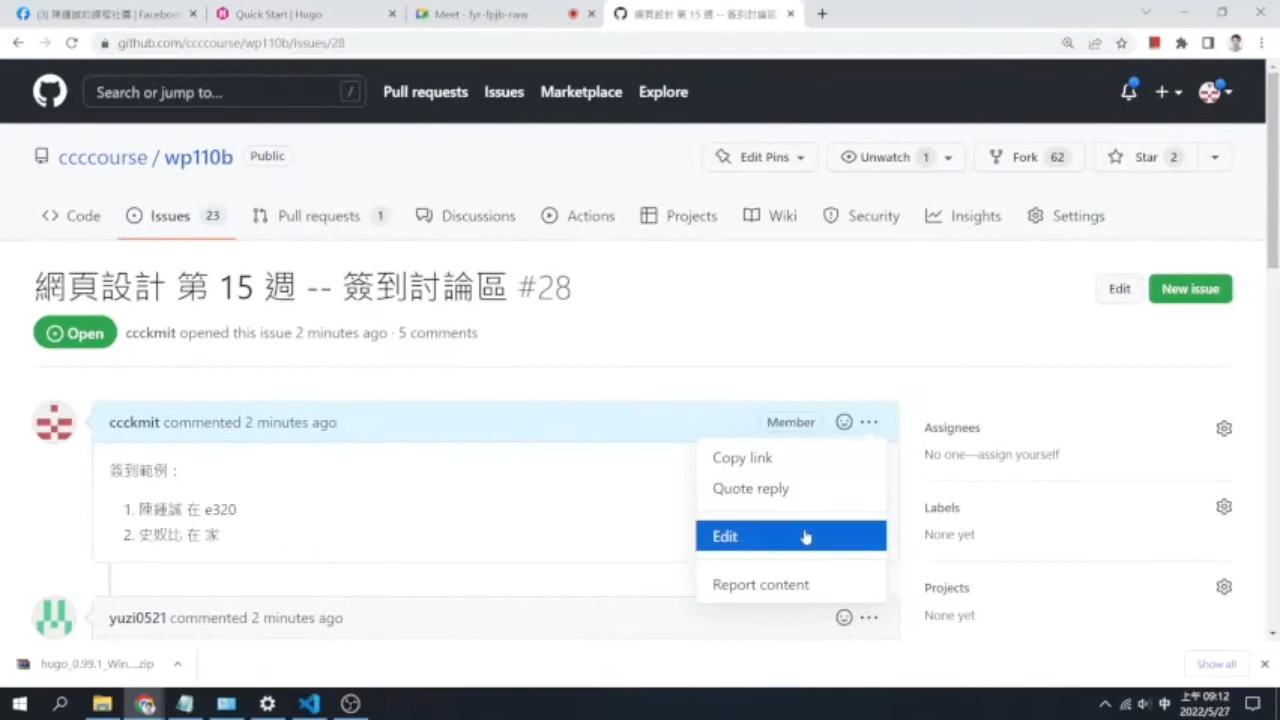 (3) 陳鍾誠的課程社團 | Facebook
Quick Start | Hugo
Meet - fyr-fpjb-rww
網頁設計 第 15 週 -- 簽到討論區
github.com/ccccourse/wp110b/issues/28
Search or jump to...
/
Pull requests
Issues
Marketplace
Explore
ccccourse / wp110b
Public
Edit Pins
Unwatch 1
Fork 62
Star 2
Code
Issues 23
Pull requests 1
Discussions
Actions
Projects
Wiki
Security
Insights
Settings
網頁設計 第 15 週 -- 簽到討論區 #28
Edit
New issue
Open
ccckmit opened this issue 2 minutes ago · 5 comments
ccckmit commented 2 minutes ago
Member
簽到範例：
1. 陳鍾誠 在 e320
2. 史奴比 在 家
Copy link
Quote reply
Edit
Report content
yuzi0521 commented 2 minutes ago
Assignees
No one—assign yourself
Labels
None yet
Projects
None yet
hugo_0.99.1_Win....zip
Show all
中
上午 09:12
2022/5/27